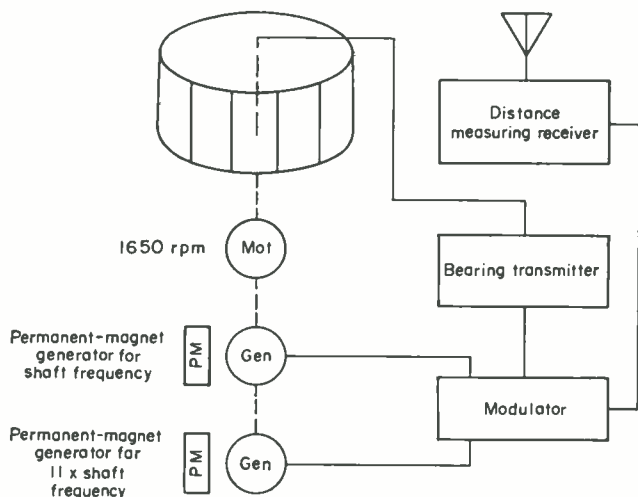 Distance
measuring receiver
1650 rpm
Mot
Bearing transmitter
Permanent-magnet
generator for
shaft frequency
PM
Gen
Modulator
Permanent-magnet
generator far
11 x shaft
frequency
PM
Gen